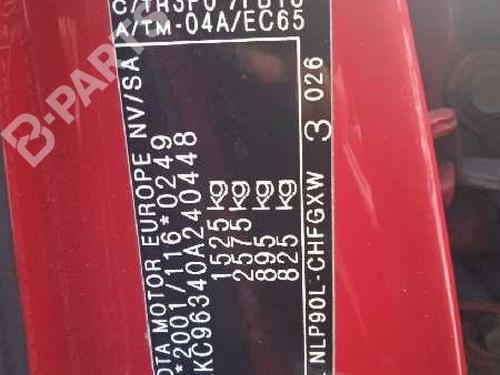 OTA MOTOR EUROPE NV/SA
*2001/116*0249
KC96340A240448
1525 kg
2575 kg
895 kg
825 kg
NLP90L-CHFGXW 3 026
A/TM-04A/EC65
B-PARTS